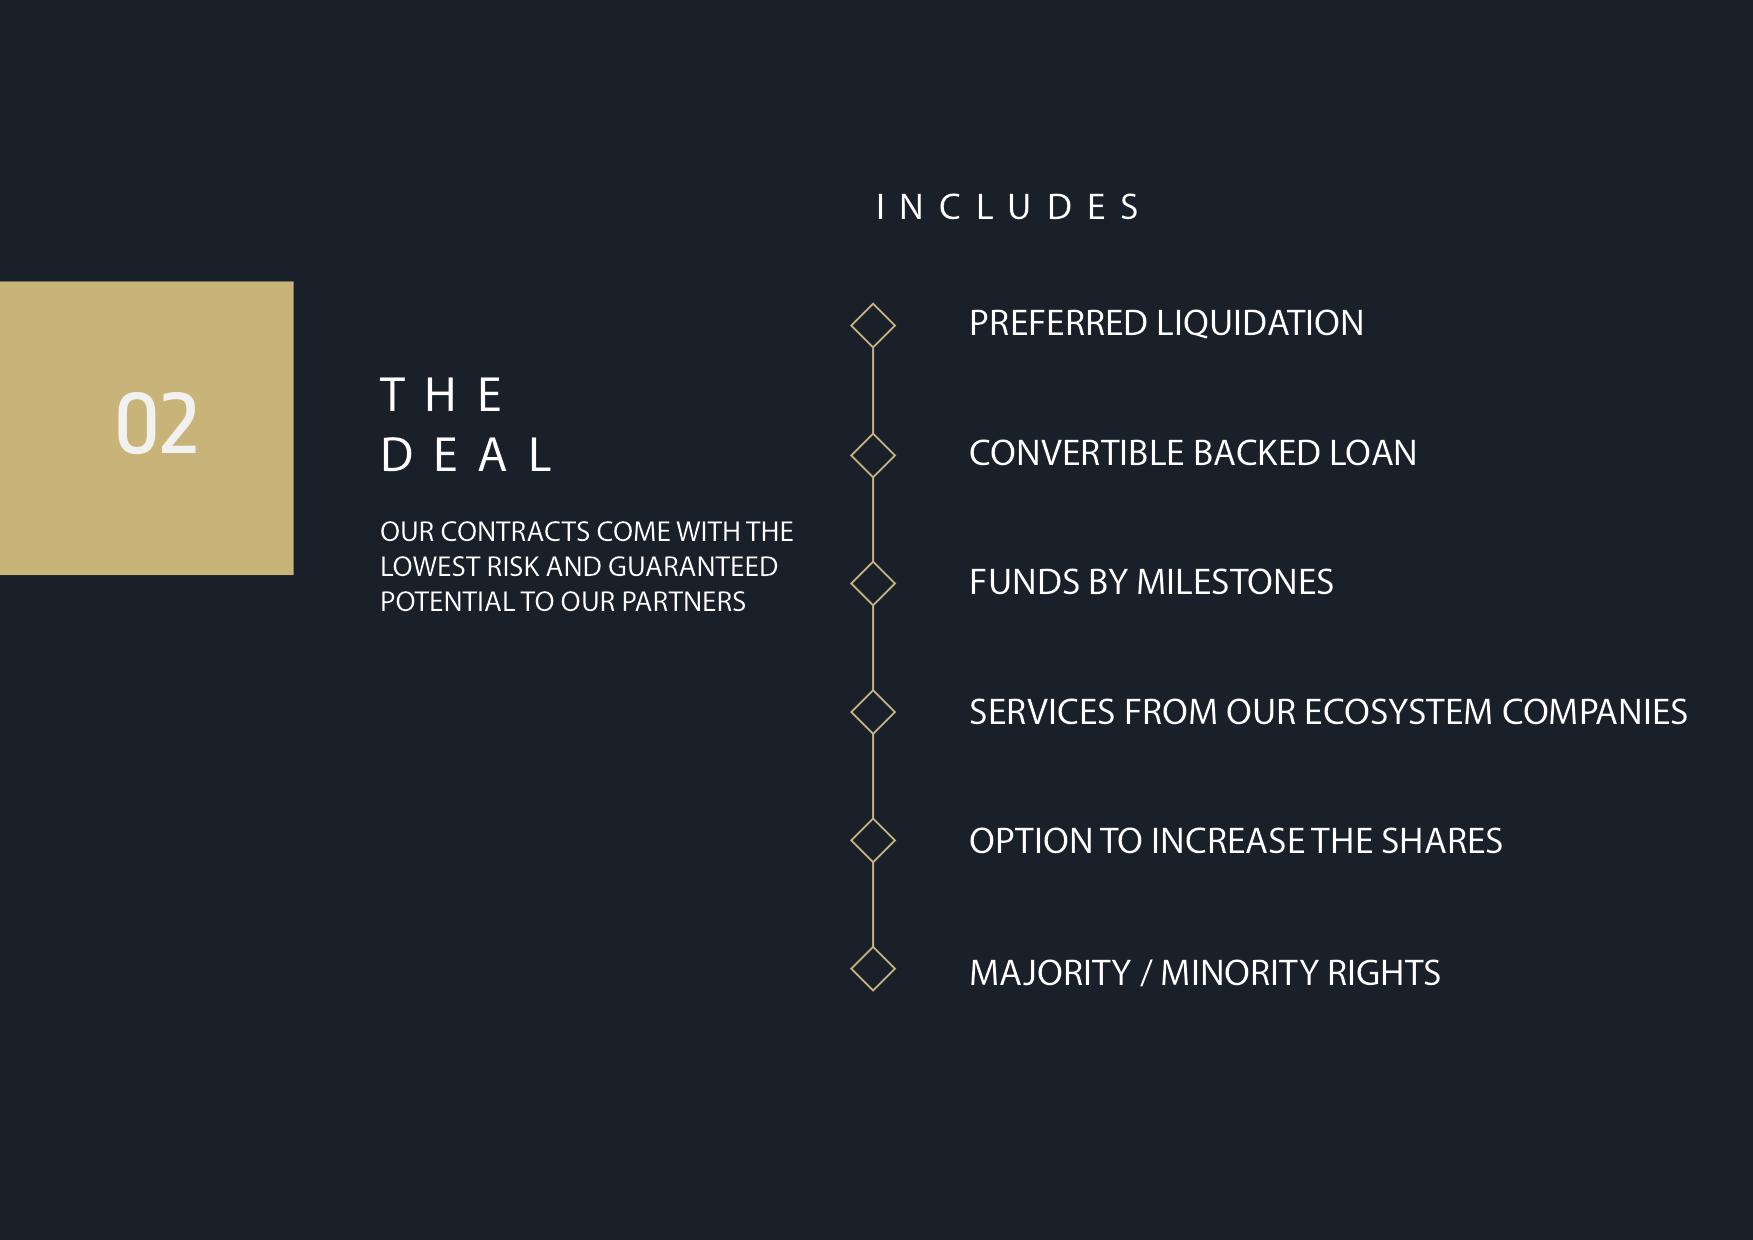 02
THE
DEAL
OUR CONTRACTS COME WITH THE
LOWEST RISK AND GUARANTEED
POTENTIAL TO OUR PARTNERS
INCLUDES
PREFERRED LIQUIDATION
CONVERTIBLE BACKED LOAN
FUNDS BY MILESTONES
SERVICES FROM OUR ECOSYSTEM COMPANIES
OPTION TO INCREASE THE SHARES
MAJORITY / MINORITY RIGHTS